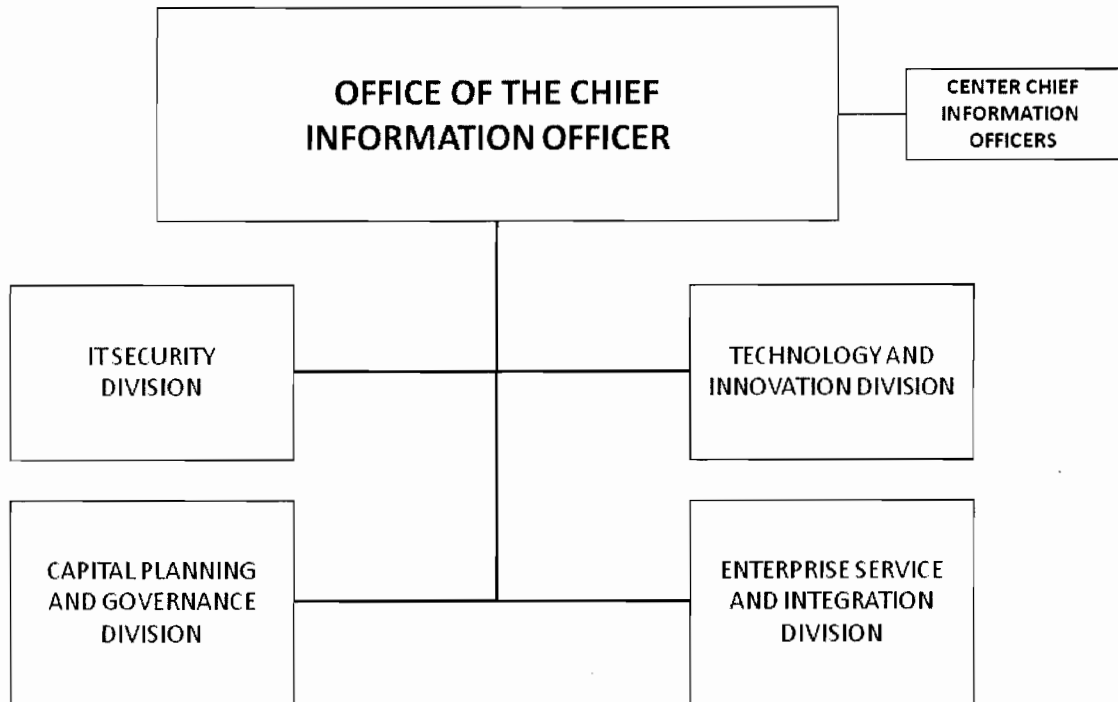 OFFICE OF THE CHIEF
INFORMATION OFFICER
CENTER CHIEF
INFORMATION
OFFICERS
IT SECURITY
DIVISION
TECHNOLOGY AND
INNOVATION DIVISION
CAPITAL PLANNING
AND GOVERNANCE
DIVISION
ENTERPRISE SERVICE
AND INTEGRATION
DIVISION